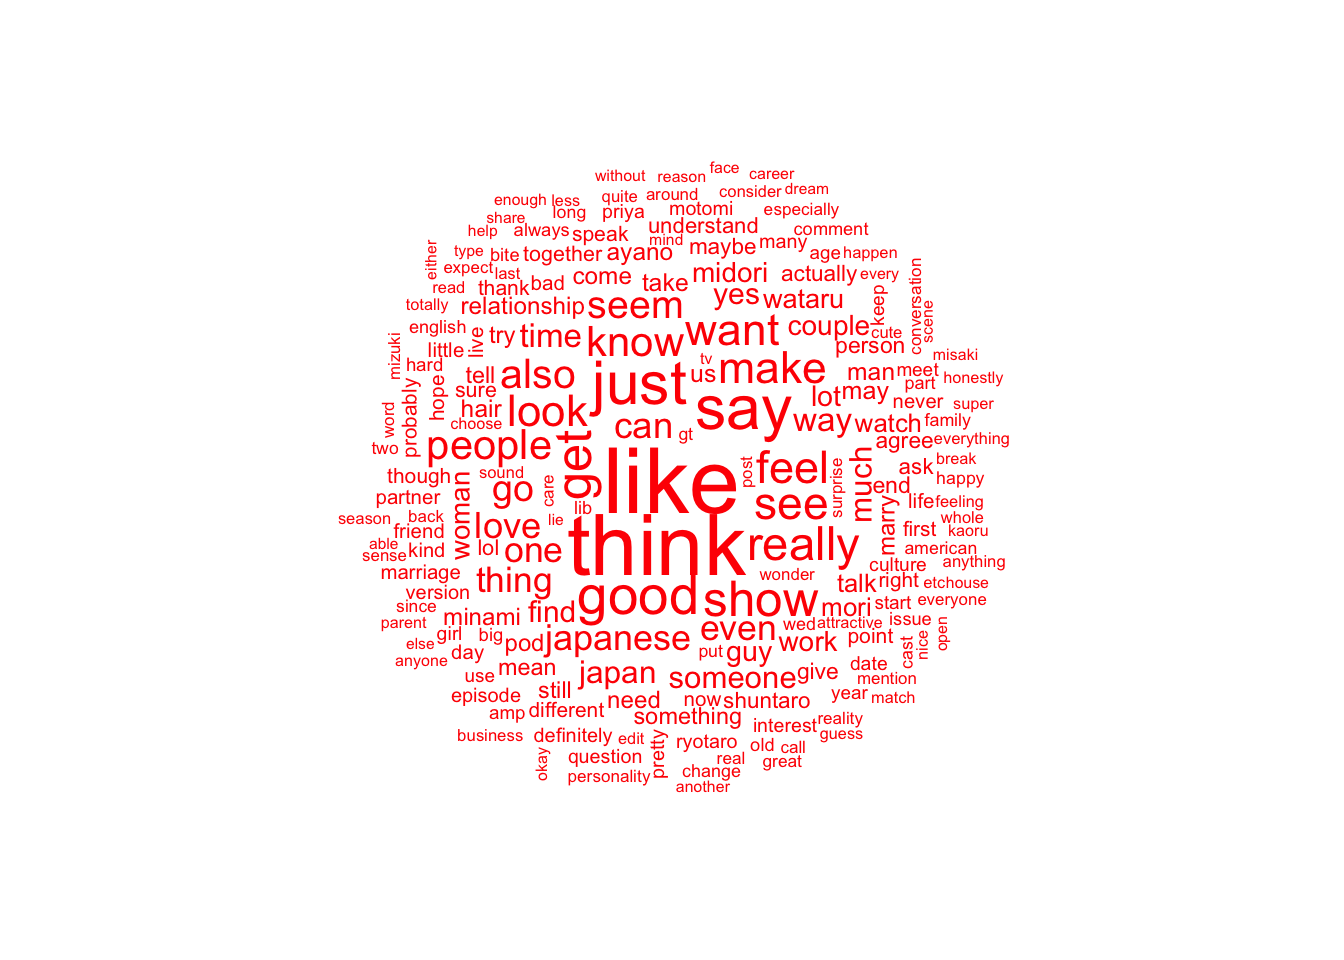 face
without reason career
enough less quite around consider dream
share long priya motomi especially
help always speak understand comment
mind
either type bite together ayano maybe many age happen
expect last come take midori actually every
read thank bad
totally relationship seem yes wataru keep conversation
english try time know want couple cute scene
mizuki little live person misaki
hard tell also just tv us make man meet part honestly
probably hope sure
word hair look say lot may never super
choose can way watch family
two people get gt agree everything
though sound like post feel surprise much ask break happy
partner woman go care lib see end life feeling
season back love lie think marry first whole
friend kaoru
able sense kind lol one really american anything
marriage thing wonder culture talk right etchouse
version good show
since minami find mori start everyone
parent girl big even wed attractive issue
else pod japanese put guy work point cast nice open
anyone day
use mean japan someone give date mention
episode still need now shuntaro year match
amp different something interest reality
business definitely edit ryotaro old call guess
okay question pretty real great
personality change
another